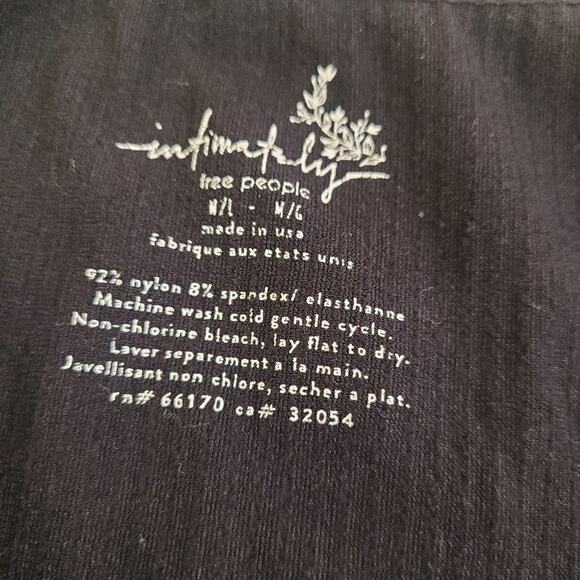 intimately
free people
M/L - M/G
made in usa
fabrique aux etats unis
92% nylon 8% spandex/ elasthanne
Machine wash cold gentle cycle.
Non-chlorine bleach, lay flat to dry.
Laver separement a la main.
Javellisant non chlore, secher a plat.
rn# 66170 ca# 32054